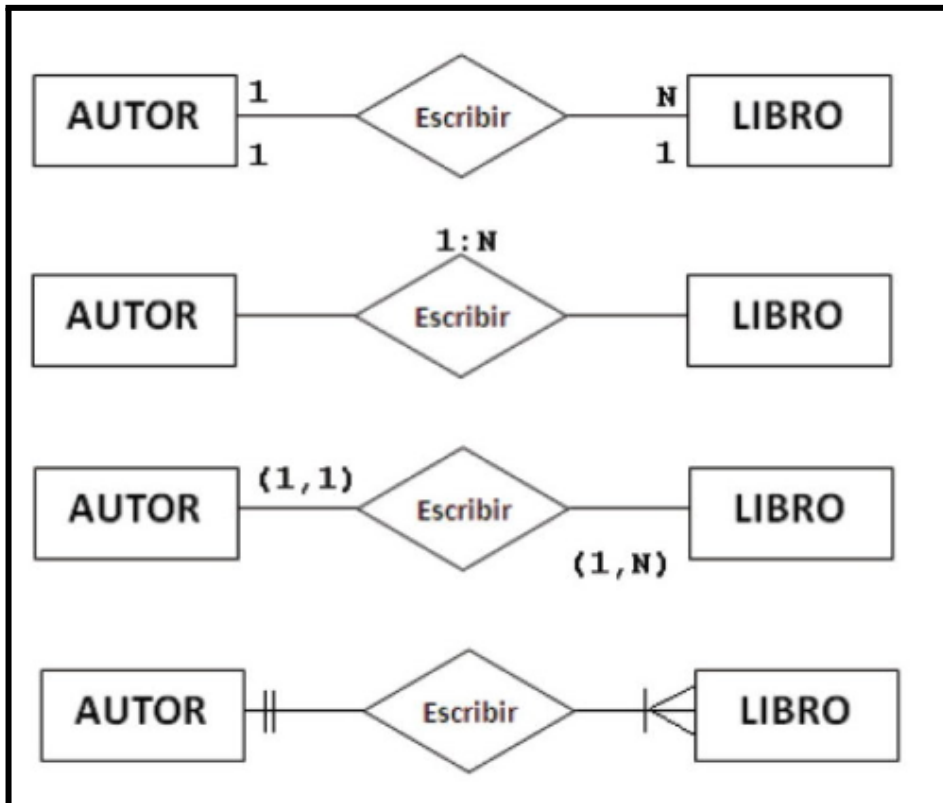 AUTOR 1 1 Escribir N 1 LIBRO
1:N
AUTOR Escribir LIBRO
AUTOR (1,1) Escribir (1,N) LIBRO
AUTOR Escribir LIBRO